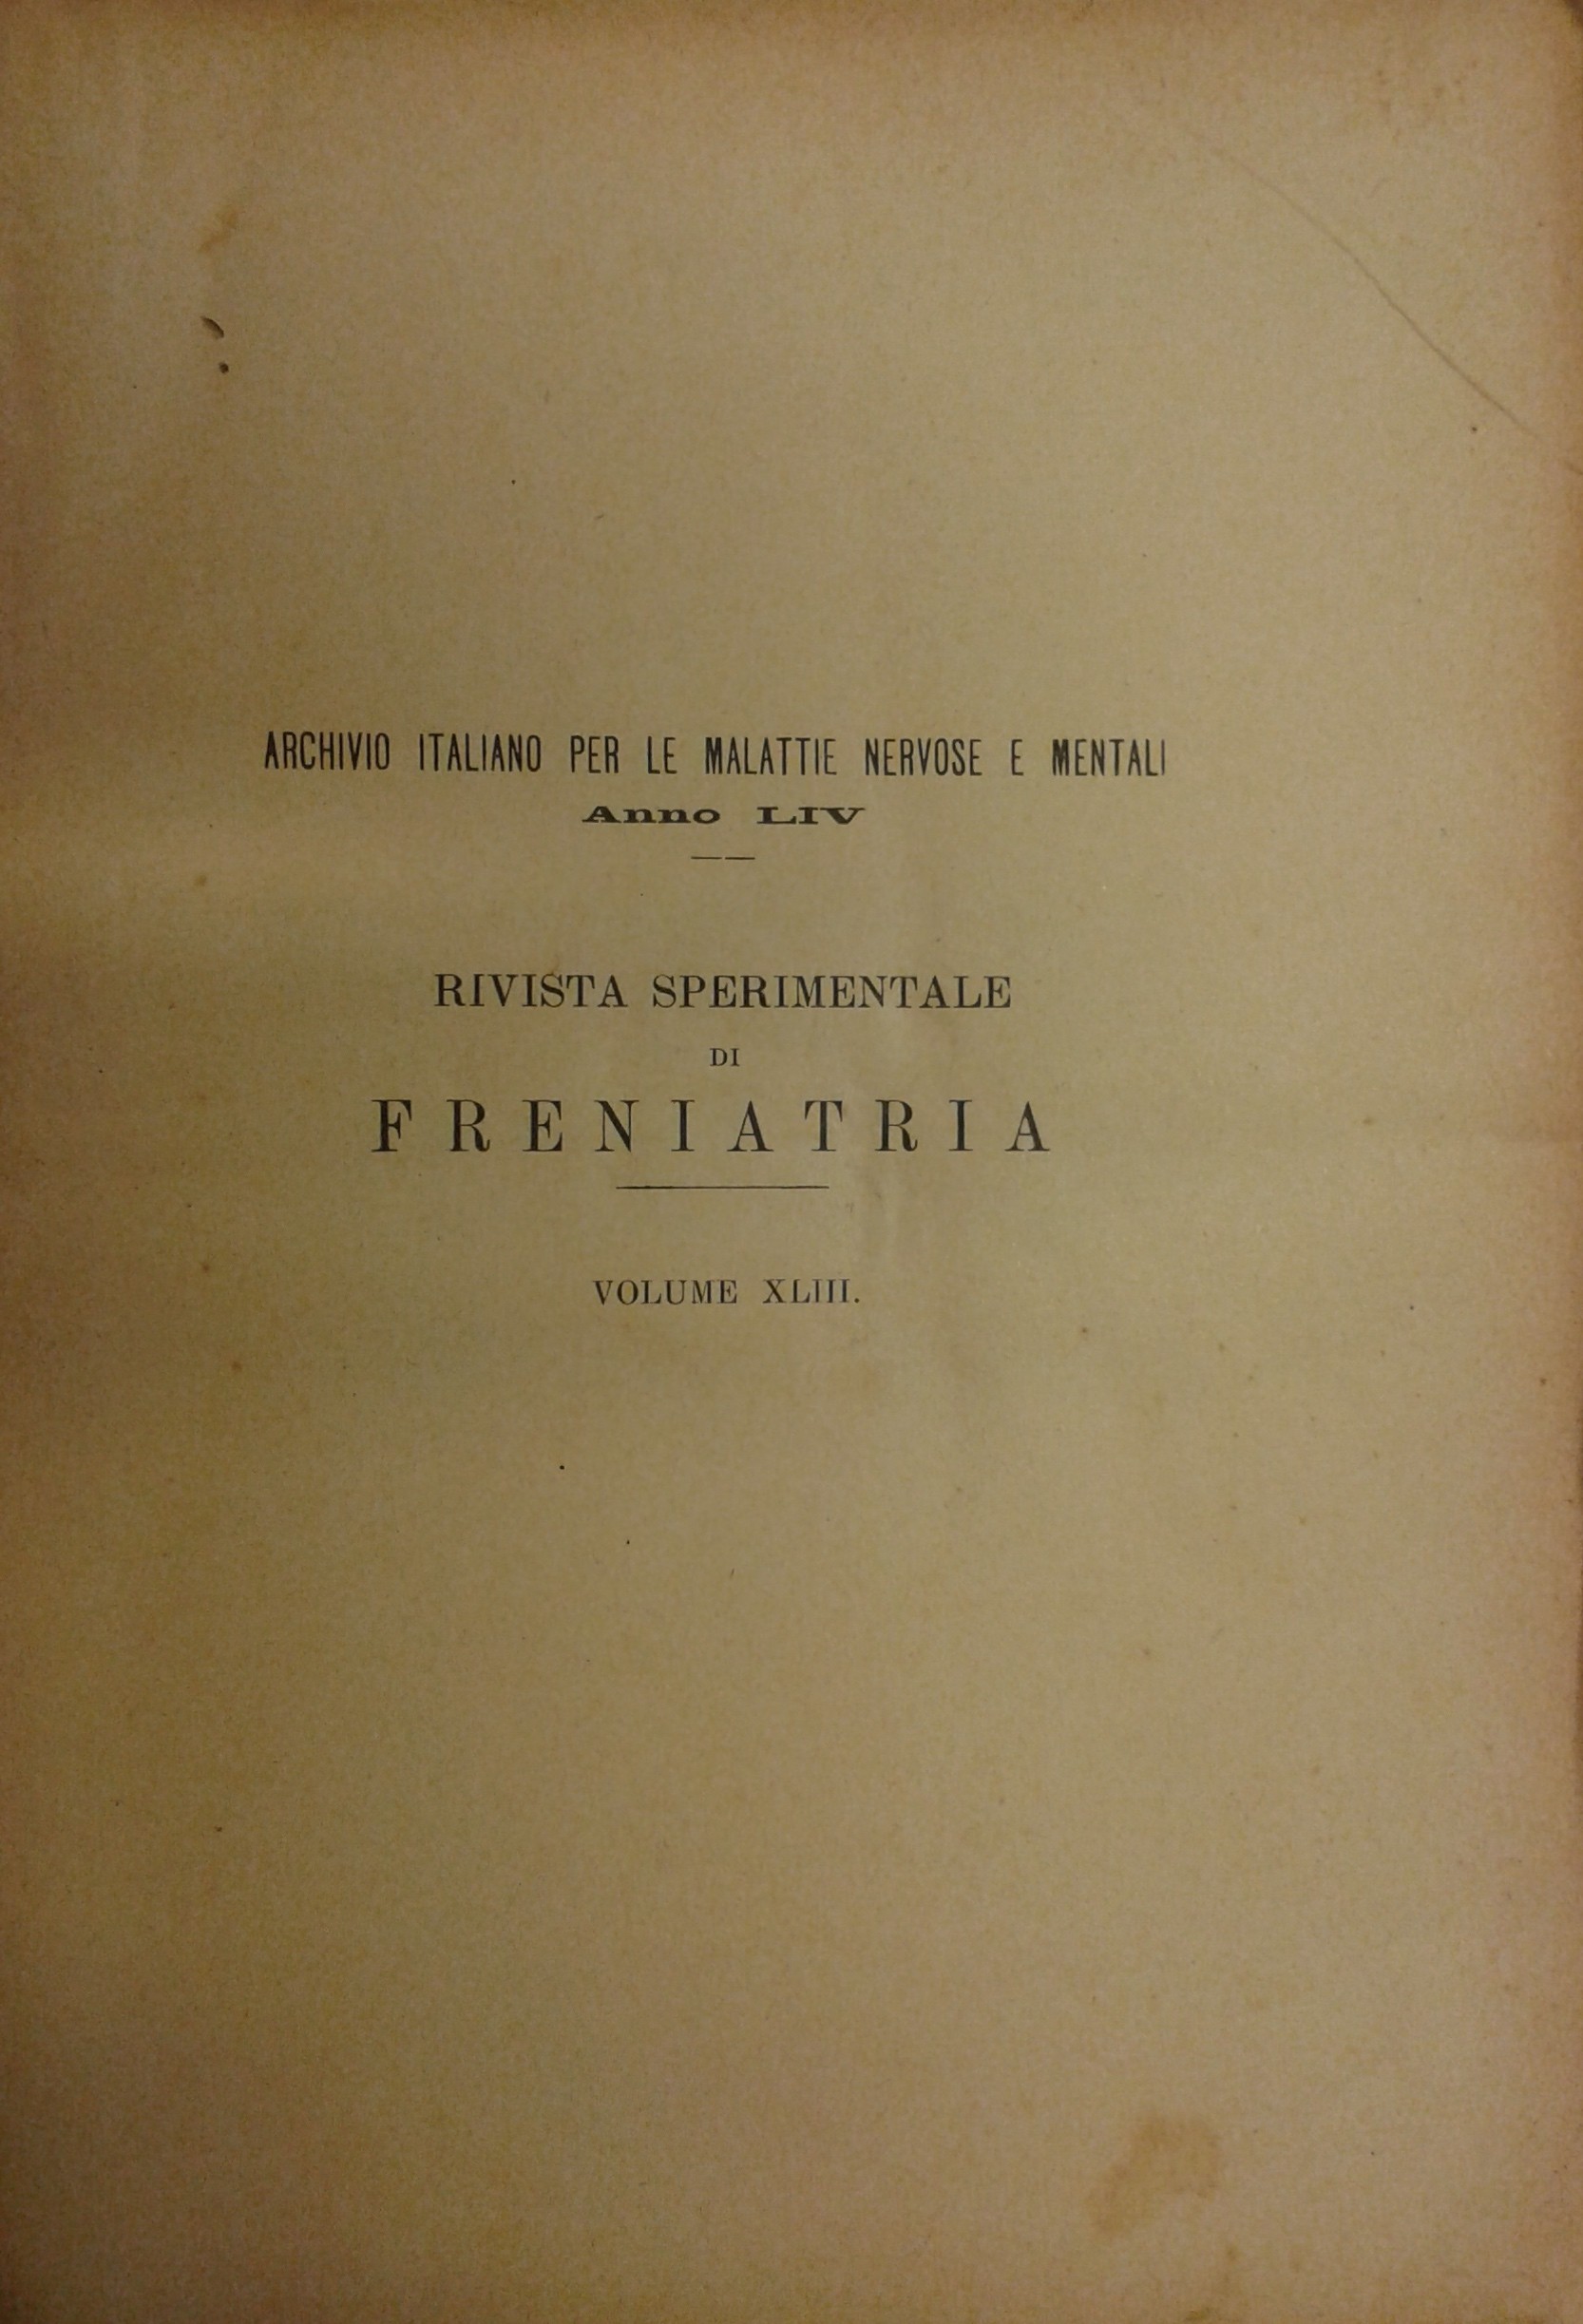 ARCHIVIO ITALIANO PER LE MALATTIE NERVOSE E MENTALI
Anno LIV
RIVISTA SPERIMENTALE
DI
FRENIATRIA
VOLUME XLIII.